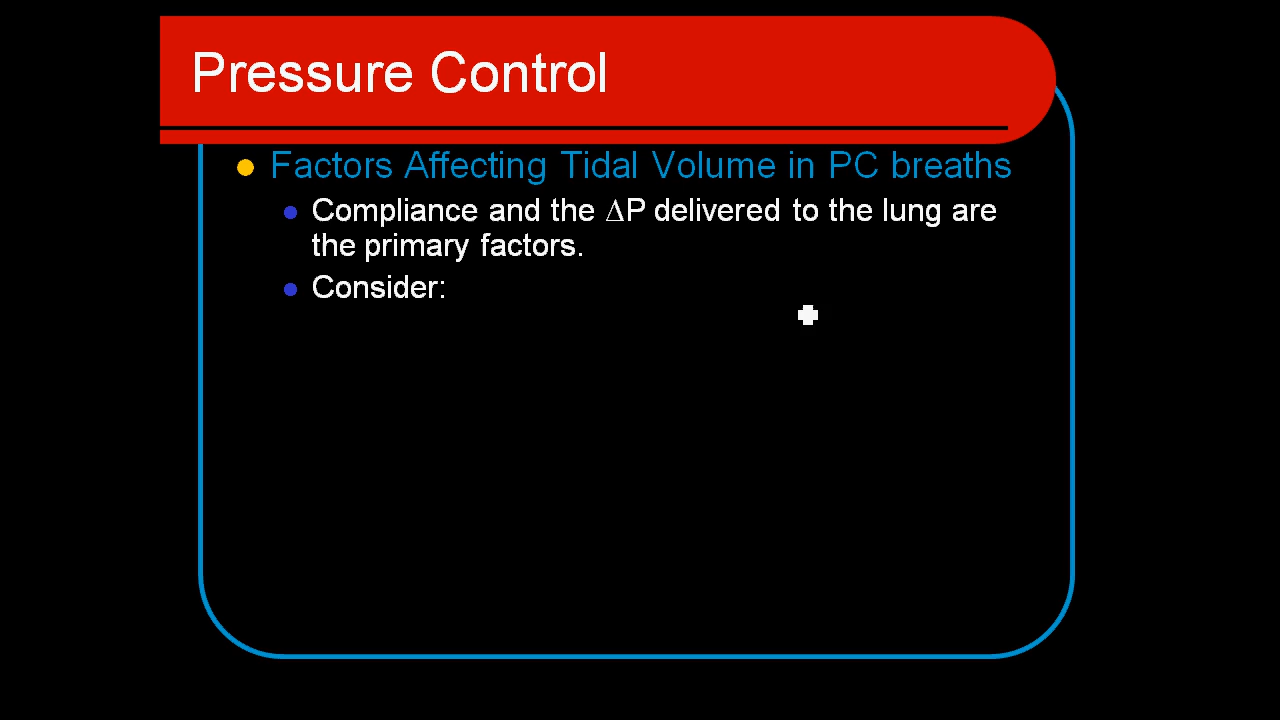 Pressure Control
Factors Affecting Tidal Volume in PC breaths
Compliance and the ΔP delivered to the lung are
the primary factors.
Consider: